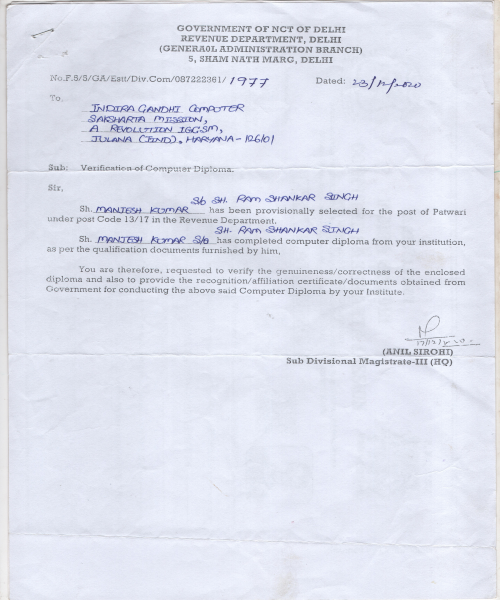 GOVERNMENT OF NCT OF DELHI
REVENUE DEPARTMENT, DELHI
(GENERA0L ADMINISTRATION BRANCH)
5, SHAM NATH MARG, DELHI
No.F.8/S/GA/Estt/Div.Com/087222361/1977 Dated: 23/12/2020
To
INDIRA GANDHI COMPUTER
SAKSHARTA MISSION,
A REVOLUTION IGCSM,
JULANA (JIND), HARYANA-126101
Sub: Verification of Computer Diploma.
Sir,
S/o SH. RAM SHANKAR SINGH
Sh. MANJESH KUMAR has been provisionally selected for the post of Patwari
under post Code 13/17 in the Revenue Department.
SH. RAM SHANKAR SINGH
Sh. MANJESH KUMAR S/o has completed computer diploma from your institution,
as per the qualification documents furnished by him.
You are therefore, requested to verify the genuineness/correctness of the enclosed
diploma and also to provide the recognition/affiliation certificate/documents obtained from
Government for conducting the above said Computer Diploma by your Institute.
(ANIL SIROHI)
Sub Divisional Magistrate-III (HQ)